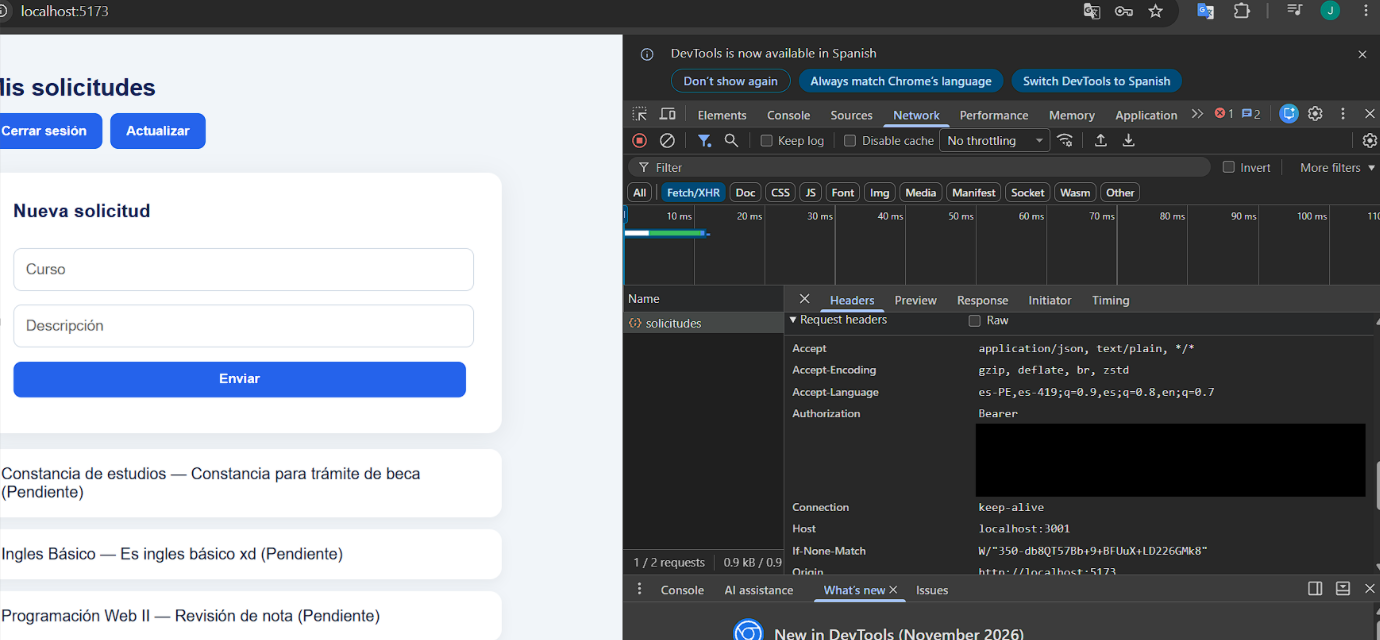 localhost:5173
J
Mis solicitudes
Cerrar sesión
Actualizar
Nueva solicitud
Curso
Descripción
Enviar
Constancia de estudios — Constancia para trámite de beca
(Pendiente)
Ingles Básico — Es ingles básico xd (Pendiente)
Programación Web II — Revisión de nota (Pendiente)
DevTools is now available in Spanish
Don't show again
Always match Chrome's language
Switch DevTools to Spanish
Elements Console Sources Network Performance Memory Application 1 2
Keep log Disable cache No throttling
Filter Invert More filters
All Fetch/XHR Doc CSS JS Font Img Media Manifest Socket Wasm Other
10 ms 20 ms 30 ms 40 ms 50 ms 60 ms 70 ms 80 ms 90 ms 100 ms 110
Name
solicitudes
Headers Preview Response Initiator Timing
Request headers Raw
Accept application/json, text/plain, */*
Accept-Encoding gzip, deflate, br, zstd
Accept-Language es-PE,es-419;q=0.9,es;q=0.8,en;q=0.7
Authorization Bearer
Connection keep-alive
Host localhost:3001
If-None-Match W/"350-db8QT57Bb+9+BFUuX+LD226GMk8"
Origin http://localhost:5173
1 / 2 requests 0.9 kB / 0.9
Console AI assistance What's new Issues
New in DevTools (November 2026)